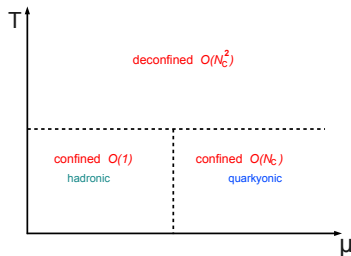 T
deconfined O(N_c^2)
confined O(1)
confined O(N_c)
hadronic
quarkyonic
μ